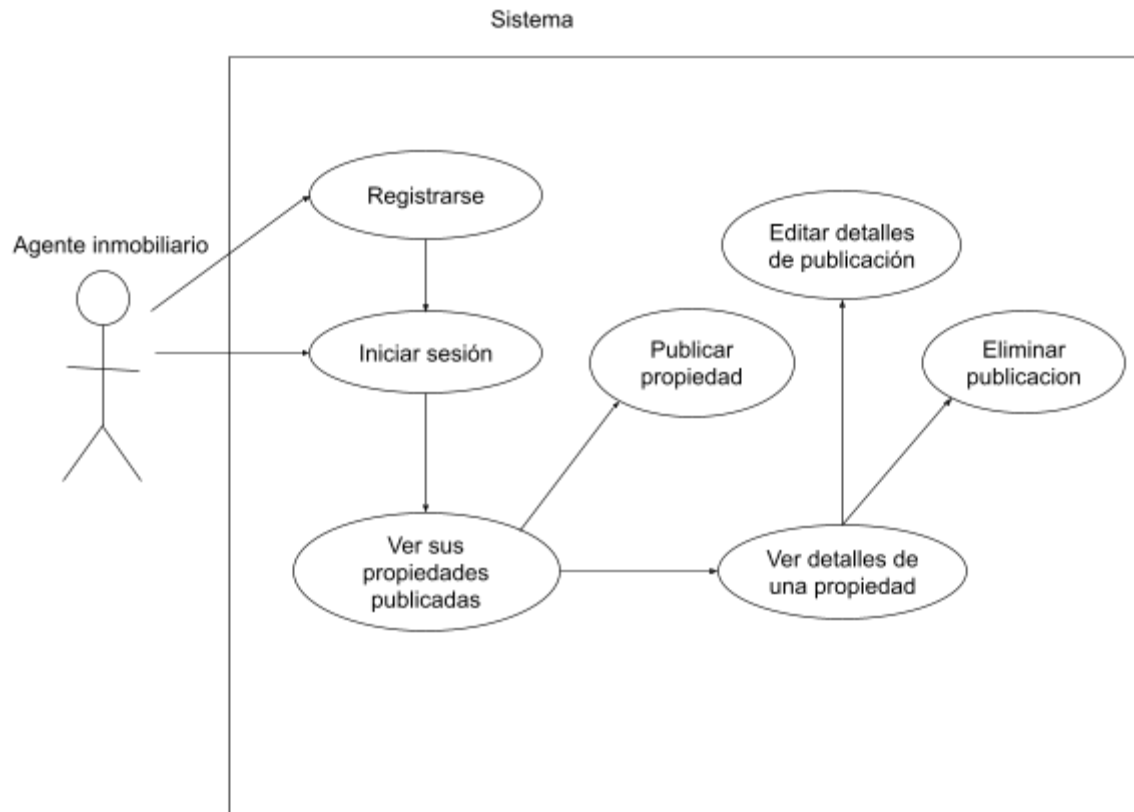 Sistema
Registrarse
Agente inmobiliario
Editar detalles
de publicación
Iniciar sesión
Publicar
propiedad
Eliminar
publicacion
Ver sus
propiedades
publicadas
Ver detalles de
una propiedad